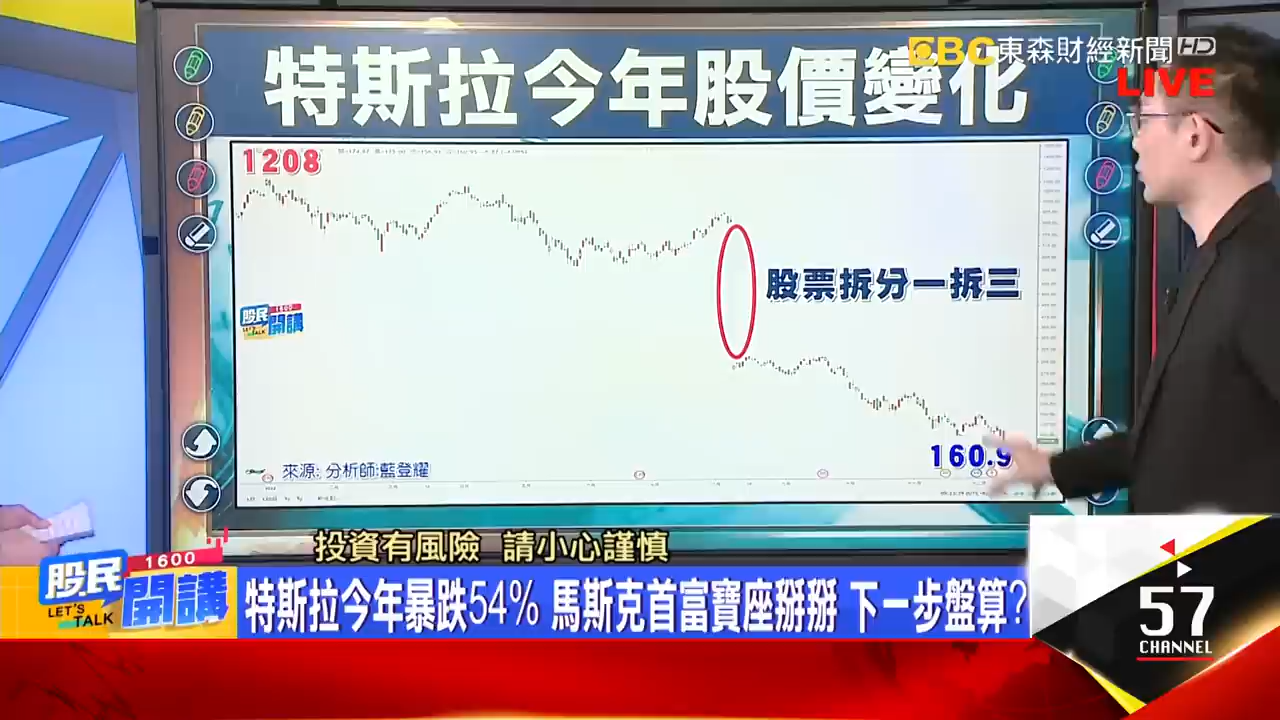 特斯拉今年股價變化
EBC 東森財經新聞 HD
LIVE
1208
股票拆分一拆三
1600
股民
LET'S TALK
開講
160.9
來源: 分析師:藍登耀
投資有風險 請小心謹慎
1600
股民
LET'S TALK
開講
特斯拉今年暴跌54% 馬斯克首富寶座掰掰 下一步盤算?
57
CHANNEL